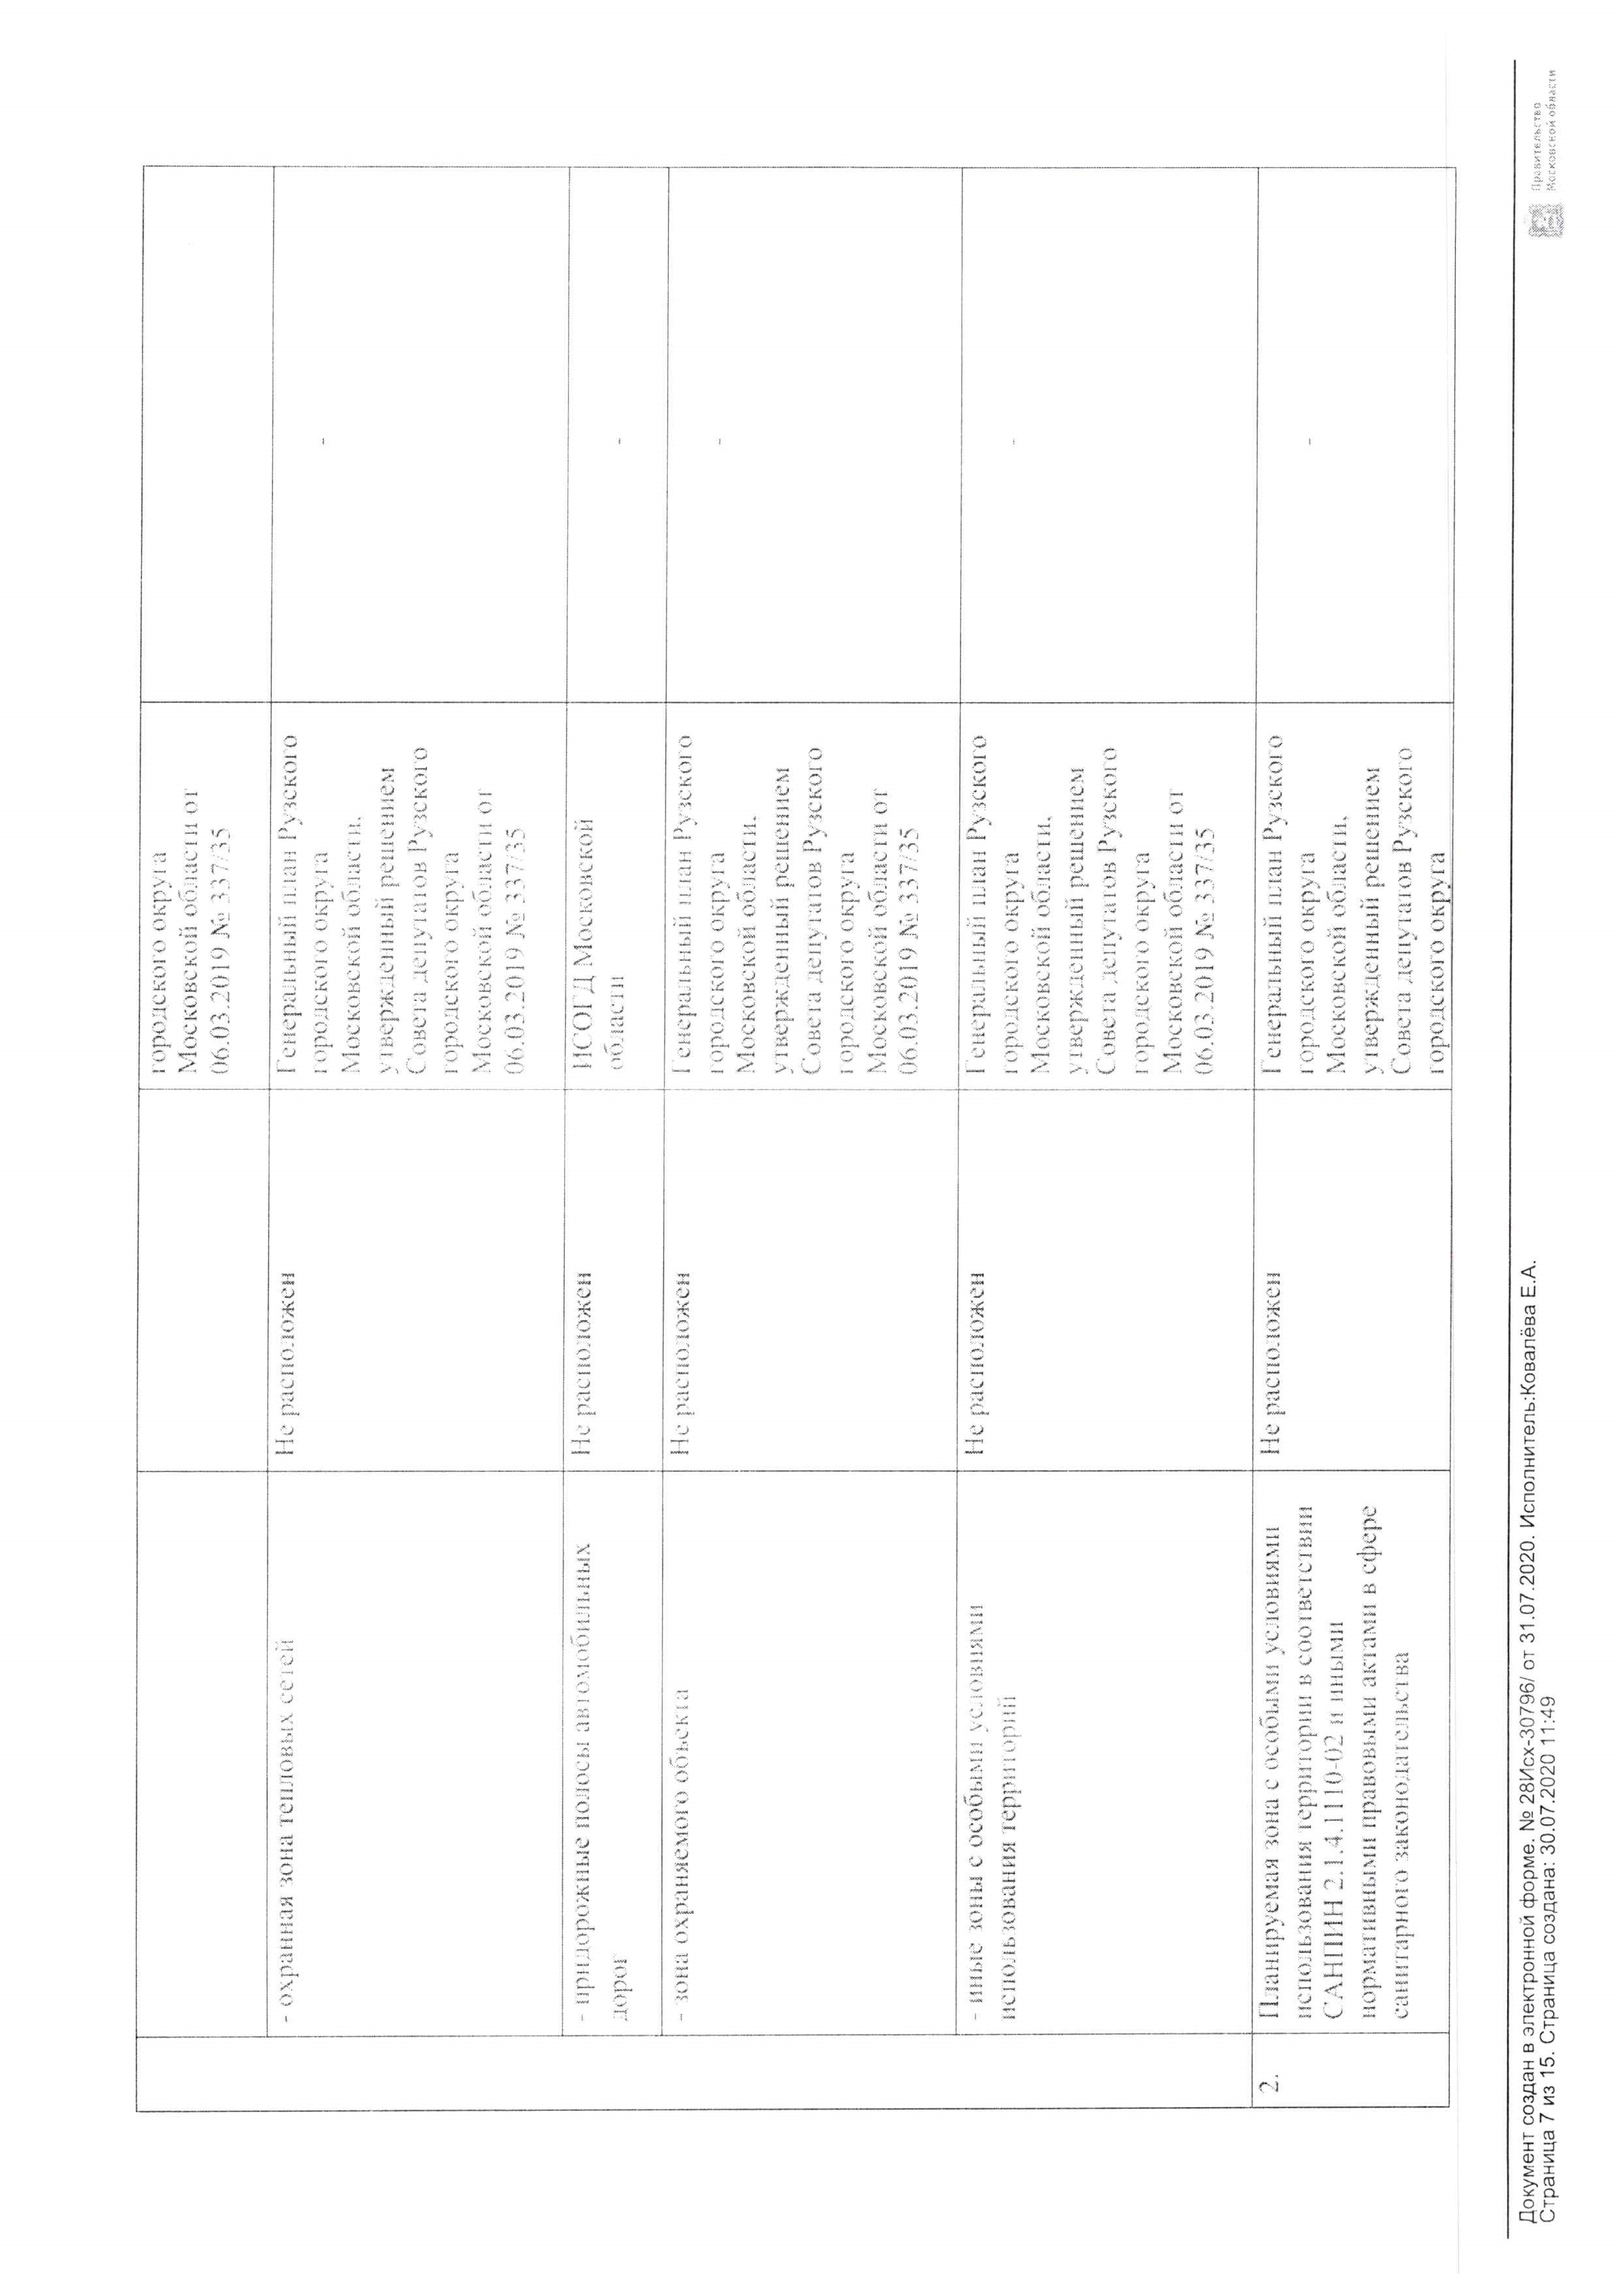 городского округа
Московской области от
06.03.2019 № 337/35
- охранная зона тепловых сетей
Не расположен
Генеральный план Рузского
городского округа
Московской области,
утвержденный решением
Совета депутатов Рузского
городского округа
Московской области от
06.03.2019 № 337/35
-
- придорожные полосы автомобильных
дорог
Не расположен
ИСОГД Московской
области
-
- зона охраняемого объекта
Не расположен
Генеральный план Рузского
городского округа
Московской области,
утвержденный решением
Совета депутатов Рузского
городского округа
Московской области от
06.03.2019 № 337/35
-
- иные зоны с особыми условиями
использования территорий
Не расположен
Генеральный план Рузского
городского округа
Московской области,
утвержденный решением
Совета депутатов Рузского
городского округа
Московской области от
06.03.2019 № 337/35
-
2.
Планируемая зона с особыми условиями
использования территории в соответствии
САНПИН 2.1.4.1110-02 и иными
нормативными правовыми актами в сфере
санитарного законодательства
Не расположен
Генеральный план Рузского
городского округа
Московской области,
утвержденный решением
Совета депутатов Рузского
городского округа
-
Документ создан в электронной форме. № 28Исх-30796/ от 31.07.2020. Исполнитель:Ковалёва Е.А.
Страница 7 из 15. Страница создана: 30.07.2020 11:49
Правительство
Московской области